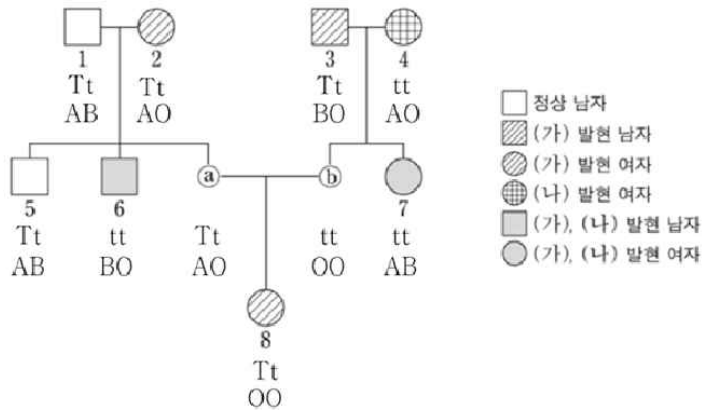 1 2 3 4
Tt Tt Tt tt
AB AO BO AO
정상 남자
(가) 발현 남자
(가) 발현 여자
(나) 발현 여자
(가), (나) 발현 남자
(가), (나) 발현 여자
ⓐ ⓑ
5 6 7
Tt tt Tt tt tt
AB BO AO OO AB
8
Tt
OO